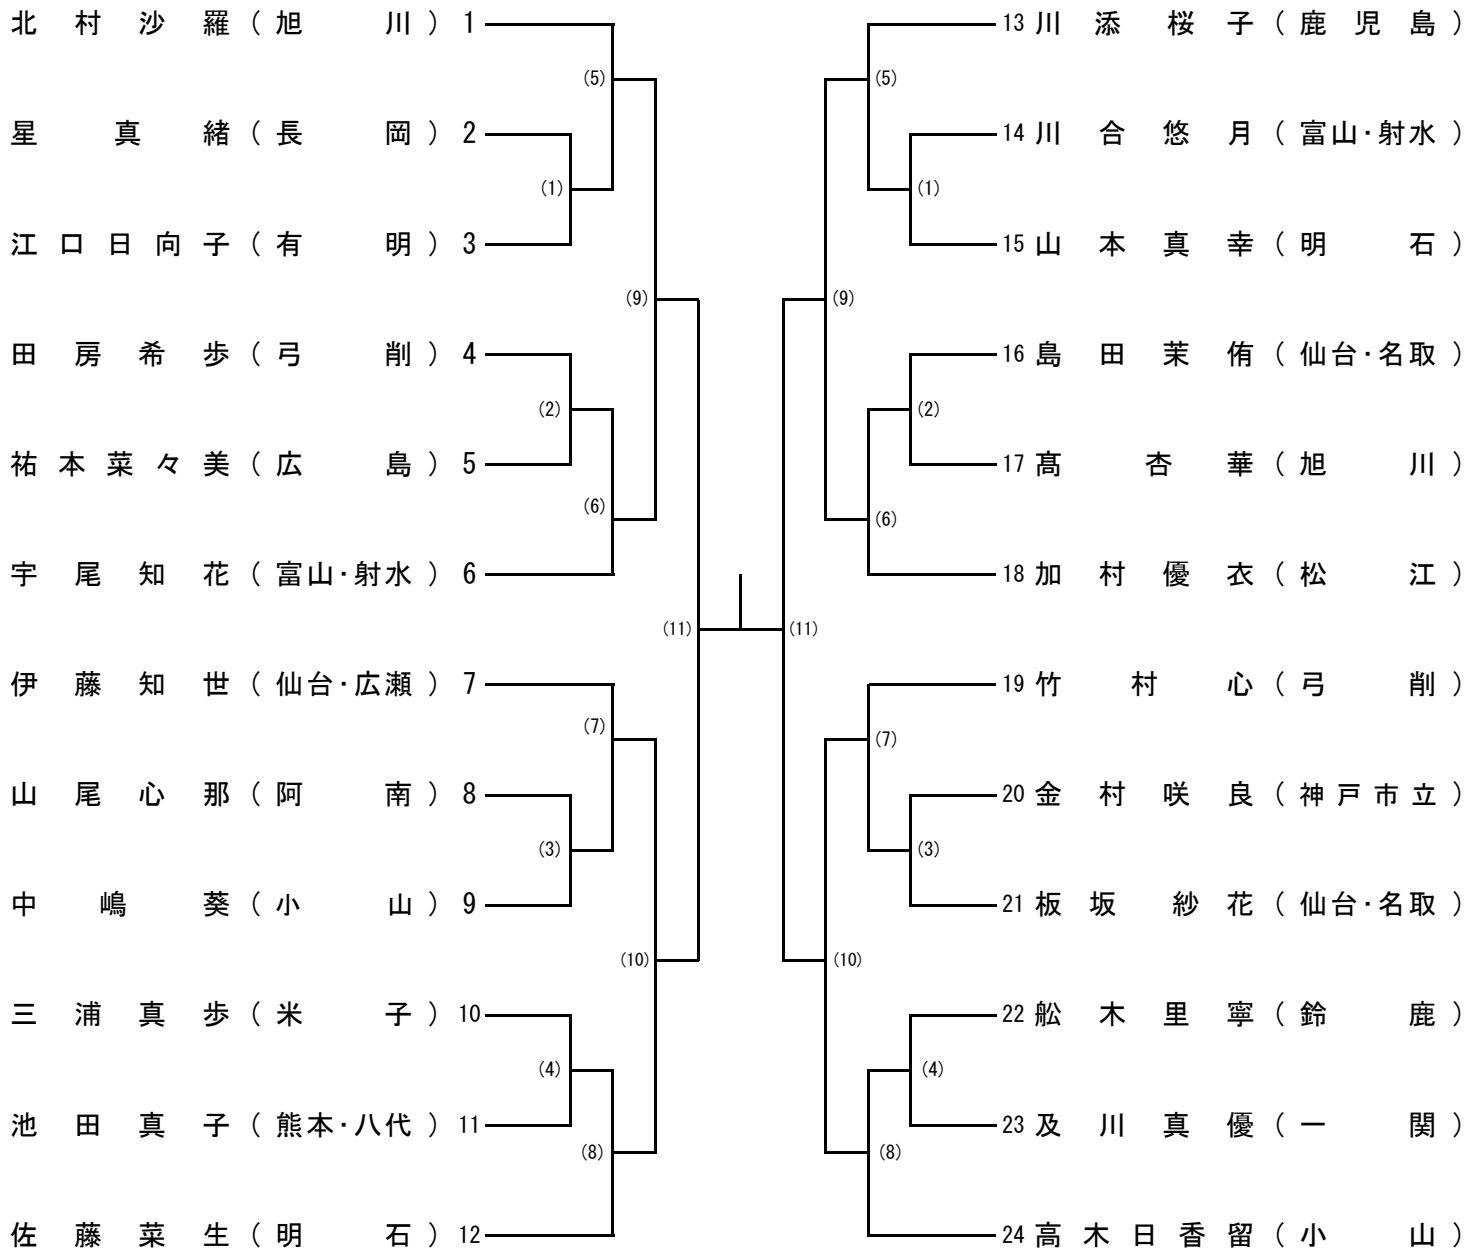 北村沙羅（旭川）1
(5)
星真緒（長岡）2
(1)
江口日向子（有明）3
(9)
田房希歩（弓削）4
(2)
祐本菜々美（広島）5
(6)
宇尾知花（富山・射水）6
(11)
伊藤知世（仙台・広瀬）7
(7)
山尾心那（阿南）8
(3)
中嶋葵（小山）9
(10)
三浦真歩（米子）10
(4)
池田真子（熊本・八代）11
(8)
佐藤菜生（明石）12
13 川添桜子（鹿児島）
(5)
14 川合悠月（富山・射水）
(1)
15 山本真幸（明石）
(9)
16 島田茉侑（仙台・名取）
(2)
17 髙杏華（旭川）
(6)
18 加村優衣（松江）
(11)
19 竹村心（弓削）
(7)
20 金村咲良（神戸市立）
(3)
21 板坂紗花（仙台・名取）
(10)
22 舩木里寧（鈴鹿）
(4)
23 及川真優（一関）
(8)
24 高木日香留（小山）